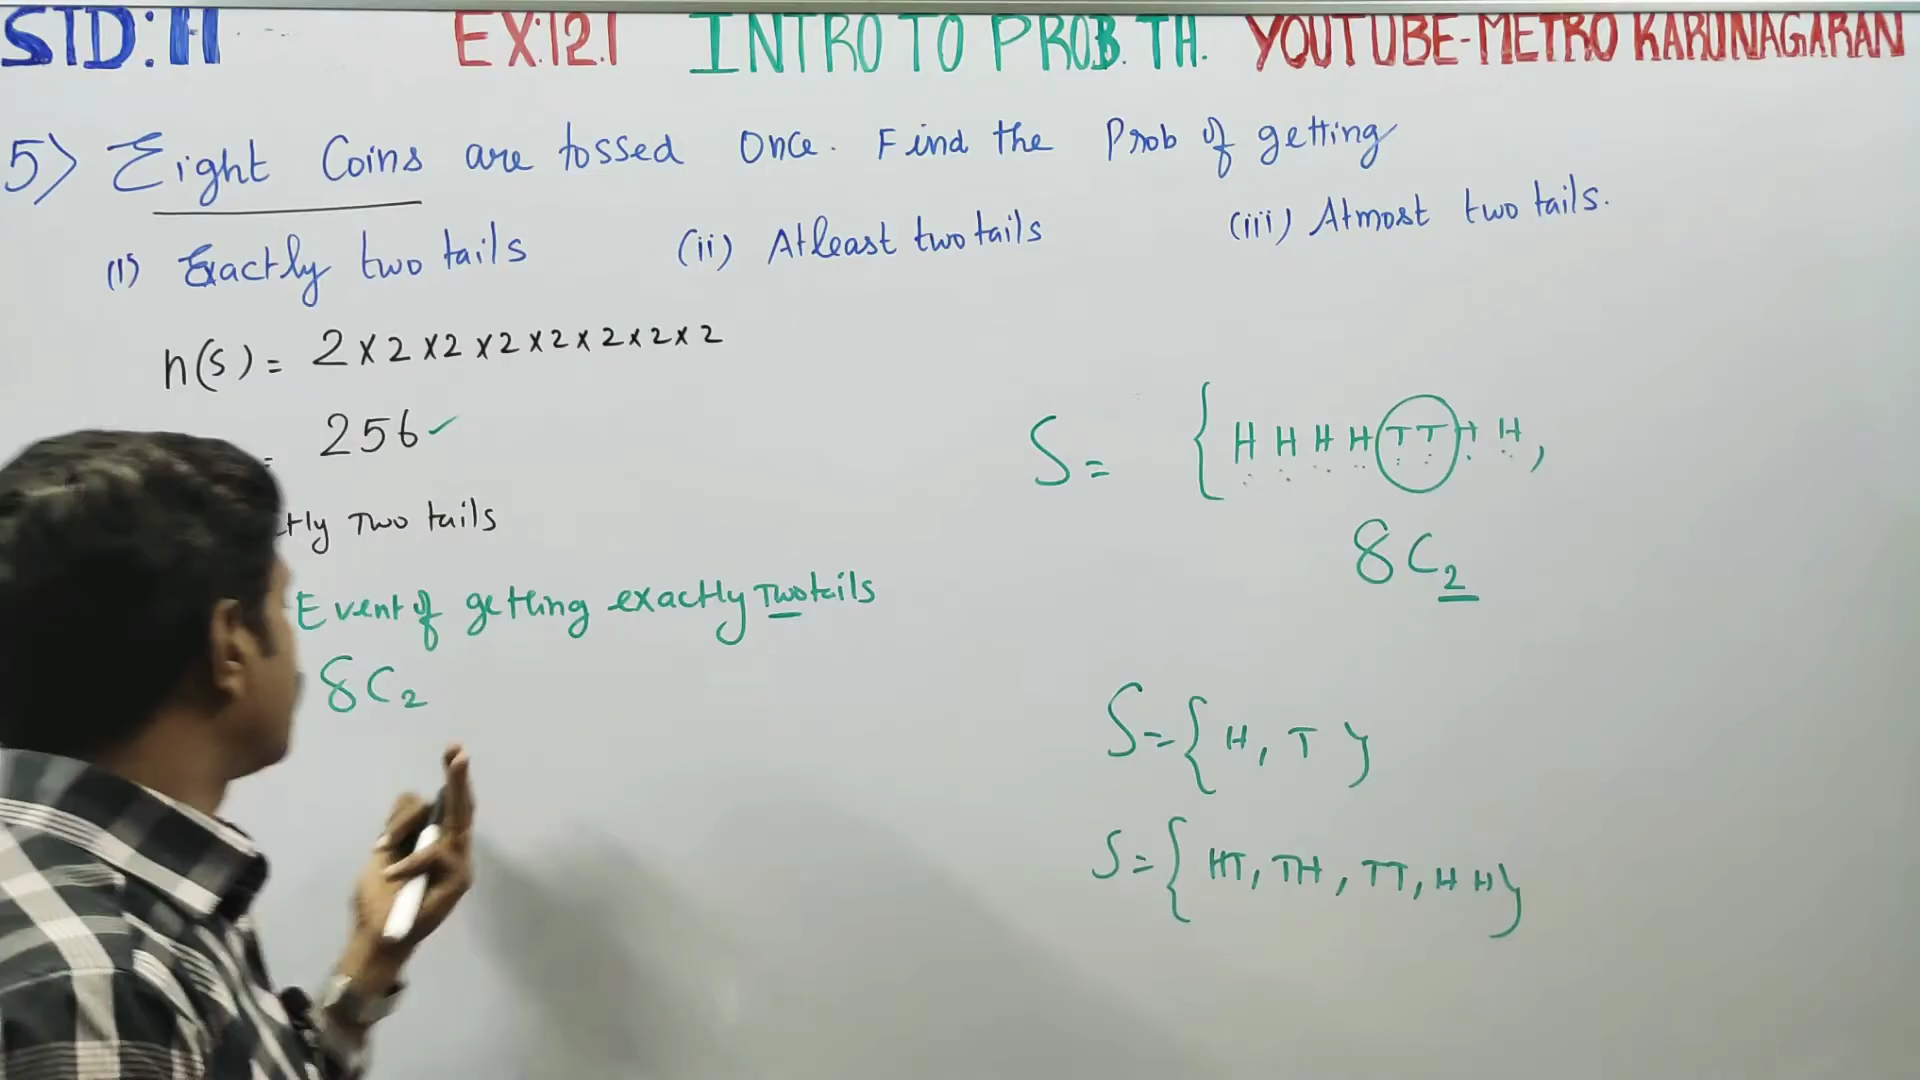 STD: 11 EX:12.1 INTRO TO PROB. TH. YOUTUBE-METRO KARUNAGARAN
5) Eight Coins are tossed Once. Find the Prob of getting
(i) Exactly two tails (ii) Atleast two tails (iii) Atmost two tails.
n(S) = 2 × 2 × 2 × 2 × 2 × 2 × 2 × 2
= 256 ✓
S = { H H H H T T H H ,
tly Two tails
8C2
Event of getting exactly Two tails
8C2
S = { H, T }
S = { HT, TH, TT, HH }